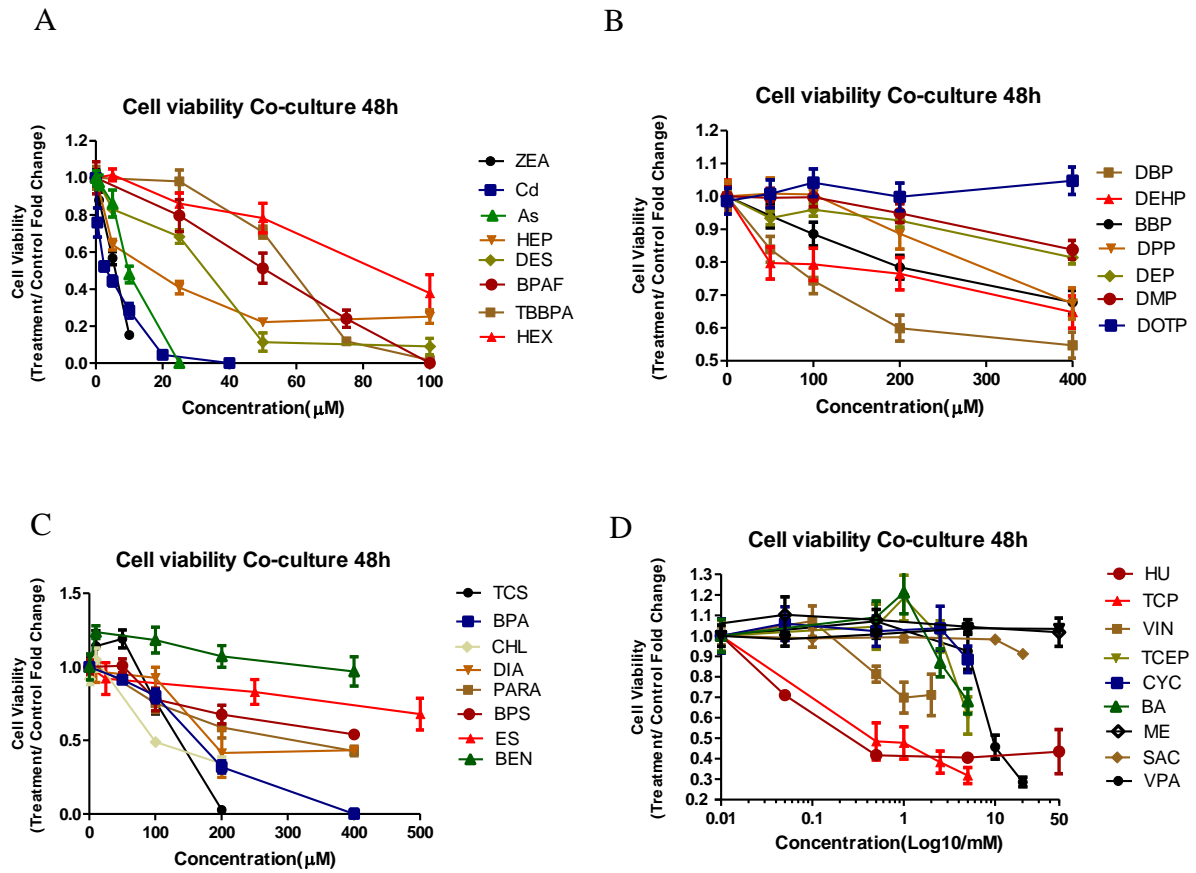 A
Cell viability Co-culture 48h
Cell Viability
(Treatment/ Control Fold Change)
1.2
1.0
0.8
0.6
0.4
0.2
0.0
0 20 40 60 80 100
Concentration(μM)
ZEA
Cd
As
HEP
DES
BPAF
TBBPA
HEX
B
Cell viability Co-culture 48h
Cell Viability
(Treatment/ Control Fold Change)
1.2
1.1
1.0
0.9
0.8
0.7
0.6
0.5
0 100 200 300 400
Concentration(μM)
DBP
DEHP
BBP
DPP
DEP
DMP
DOTP
C
Cell viability Co-culture 48h
Cell Viability
(Treatment/ Control Fold Change)
1.5
1.0
0.5
0.0
0 100 200 300 400 500
Concentration(μM)
TCS
BPA
CHL
DIA
PARA
BPS
ES
BEN
D
Cell viability Co-culture 48h
Cell Viability
(Treatment/ Control Fold Change)
1.3
1.2
1.1
1.0
0.9
0.8
0.7
0.6
0.5
0.4
0.3
0.2
0.01 0.1 1 10 50
Concentration(Log10/mM)
HU
TCP
VIN
TCEP
CYC
BA
ME
SAC
VPA